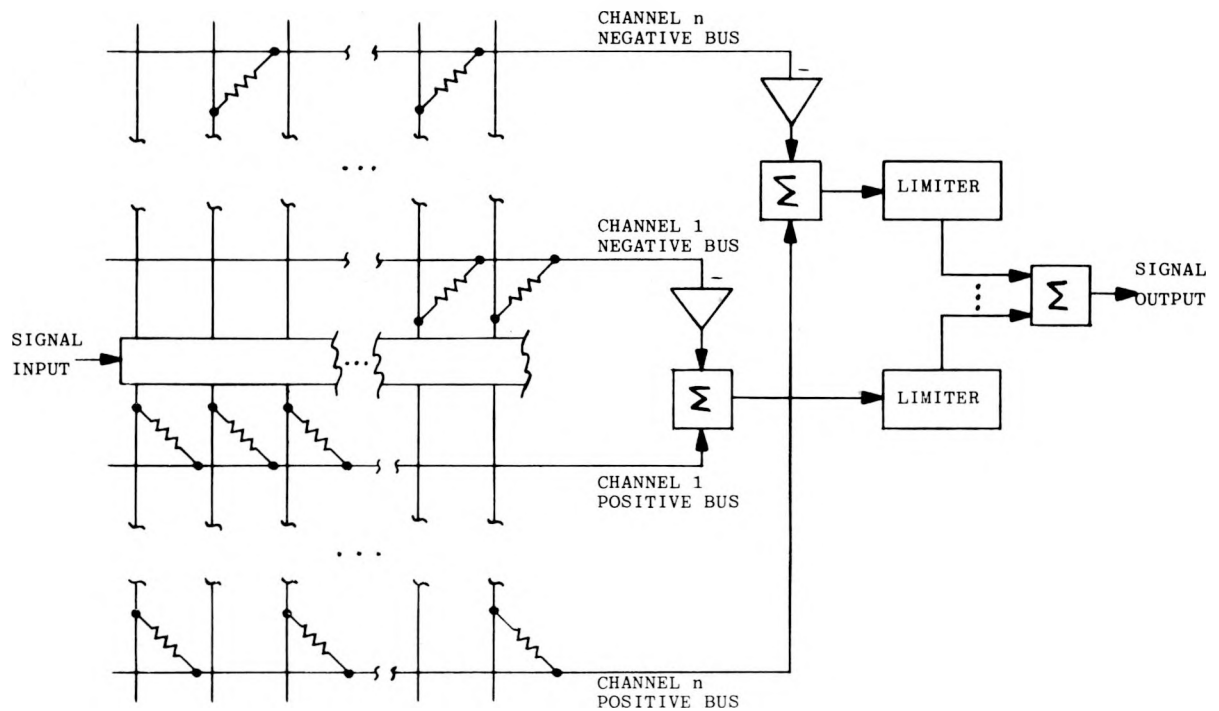 CHANNEL n
NEGATIVE BUS
−
Σ
LIMITER
CHANNEL 1
NEGATIVE BUS
−
Σ
SIGNAL
OUTPUT
SIGNAL
INPUT
Σ
LIMITER
CHANNEL 1
POSITIVE BUS
CHANNEL n
POSITIVE BUS